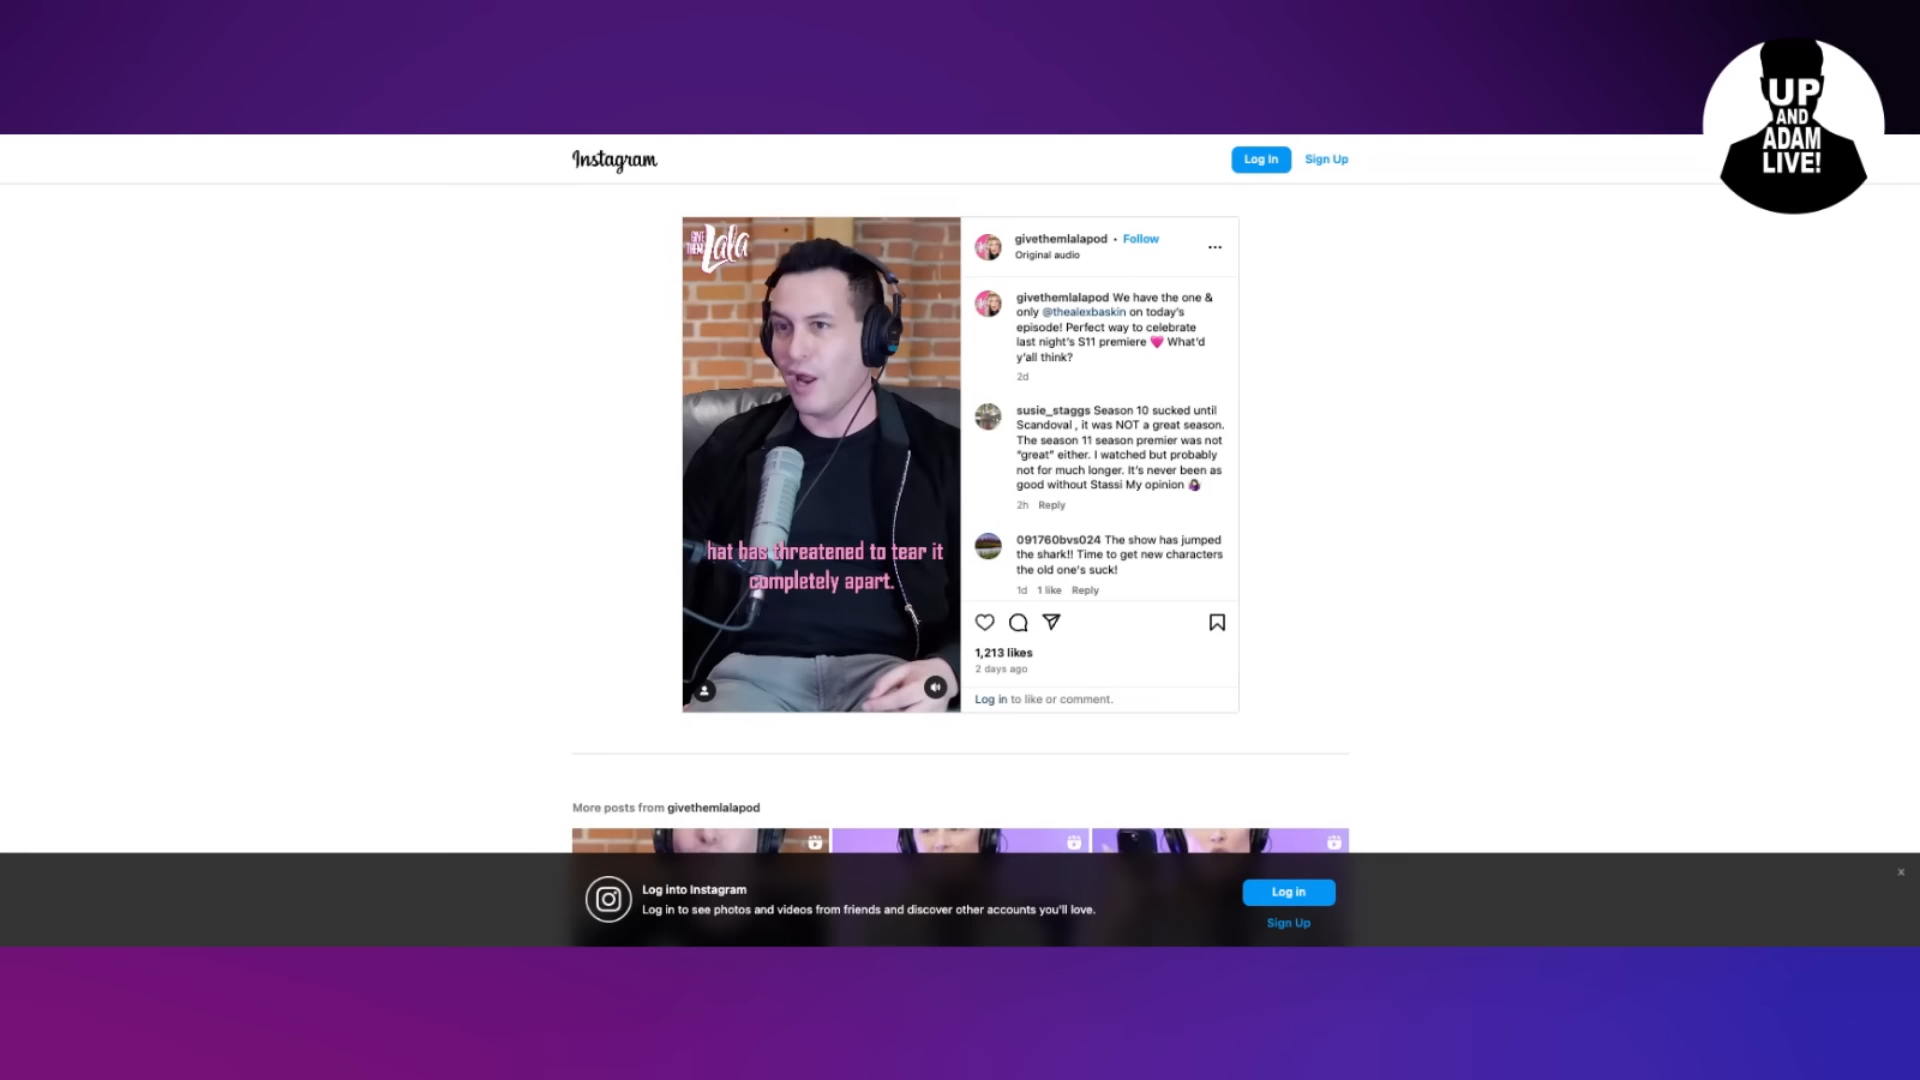 UP
AND
ADAM
LIVE!
Instagram
Log In
Sign Up
GIVE
THEM
Lala
givethemlalapod • Follow
Original audio
...
givethemlalapod We have the one &
only @thealexbaskin on today's
episode! Perfect way to celebrate
last night's S11 premiere 💗 What'd
y'all think?
2d
susie_staggs Season 10 sucked until
Scandoval , it was NOT a great season.
The season 11 season premier was not
"great" either. I watched but probably
not for much longer. It's never been as
good without Stassi My opinion 🤷🏻‍♀️
2h Reply
091760bvs024 The show has jumped
the shark!! Time to get new characters
the old one's suck!
1d 1 like Reply
hat has threatened to tear it
completely apart.
1,213 likes
2 days ago
Log in to like or comment.
More posts from givethemlalapod
Log into Instagram
Log in to see photos and videos from friends and discover other accounts you'll love.
Log in
Sign Up